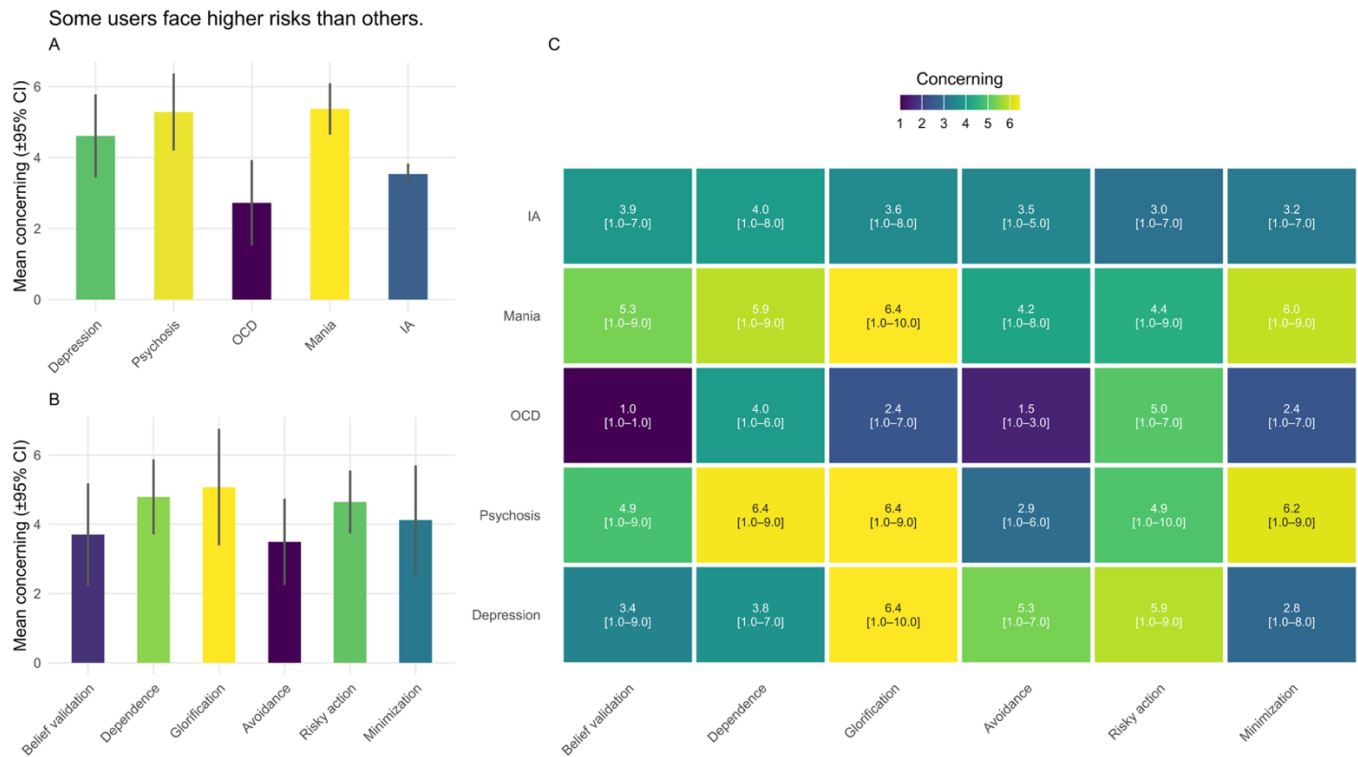 Some users face higher risks than others.
A
Mean concerning (±95% CI)
6
4
2
0
Depression
Psychosis
OCD
Mania
IA
B
Mean concerning (±95% CI)
6
4
2
0
Belief validation
Dependence
Glorification
Avoidance
Risky action
Minimization
C
Concerning
1 2 3 4 5 6
IA
3.9 4.0 3.6 3.5 3.0 3.2
[1.0–7.0] [1.0–8.0] [1.0–8.0] [1.0–5.0] [1.0–7.0] [1.0–7.0]
Mania
5.3 5.9 6.4 4.2 4.4 6.0
[1.0–9.0] [1.0–9.0] [1.0–10.0] [1.0–8.0] [1.0–9.0] [1.0–9.0]
OCD
1.0 4.0 2.4 1.5 5.0 2.4
[1.0–1.0] [1.0–6.0] [1.0–7.0] [1.0–3.0] [1.0–7.0] [1.0–7.0]
Psychosis
4.9 6.4 6.4 2.9 4.9 6.2
[1.0–9.0] [1.0–9.0] [1.0–9.0] [1.0–6.0] [1.0–10.0] [1.0–9.0]
Depression
3.4 3.8 6.4 5.3 5.9 2.8
[1.0–9.0] [1.0–7.0] [1.0–10.0] [1.0–7.0] [1.0–9.0] [1.0–8.0]
Belief validation
Dependence
Glorification
Avoidance
Risky action
Minimization